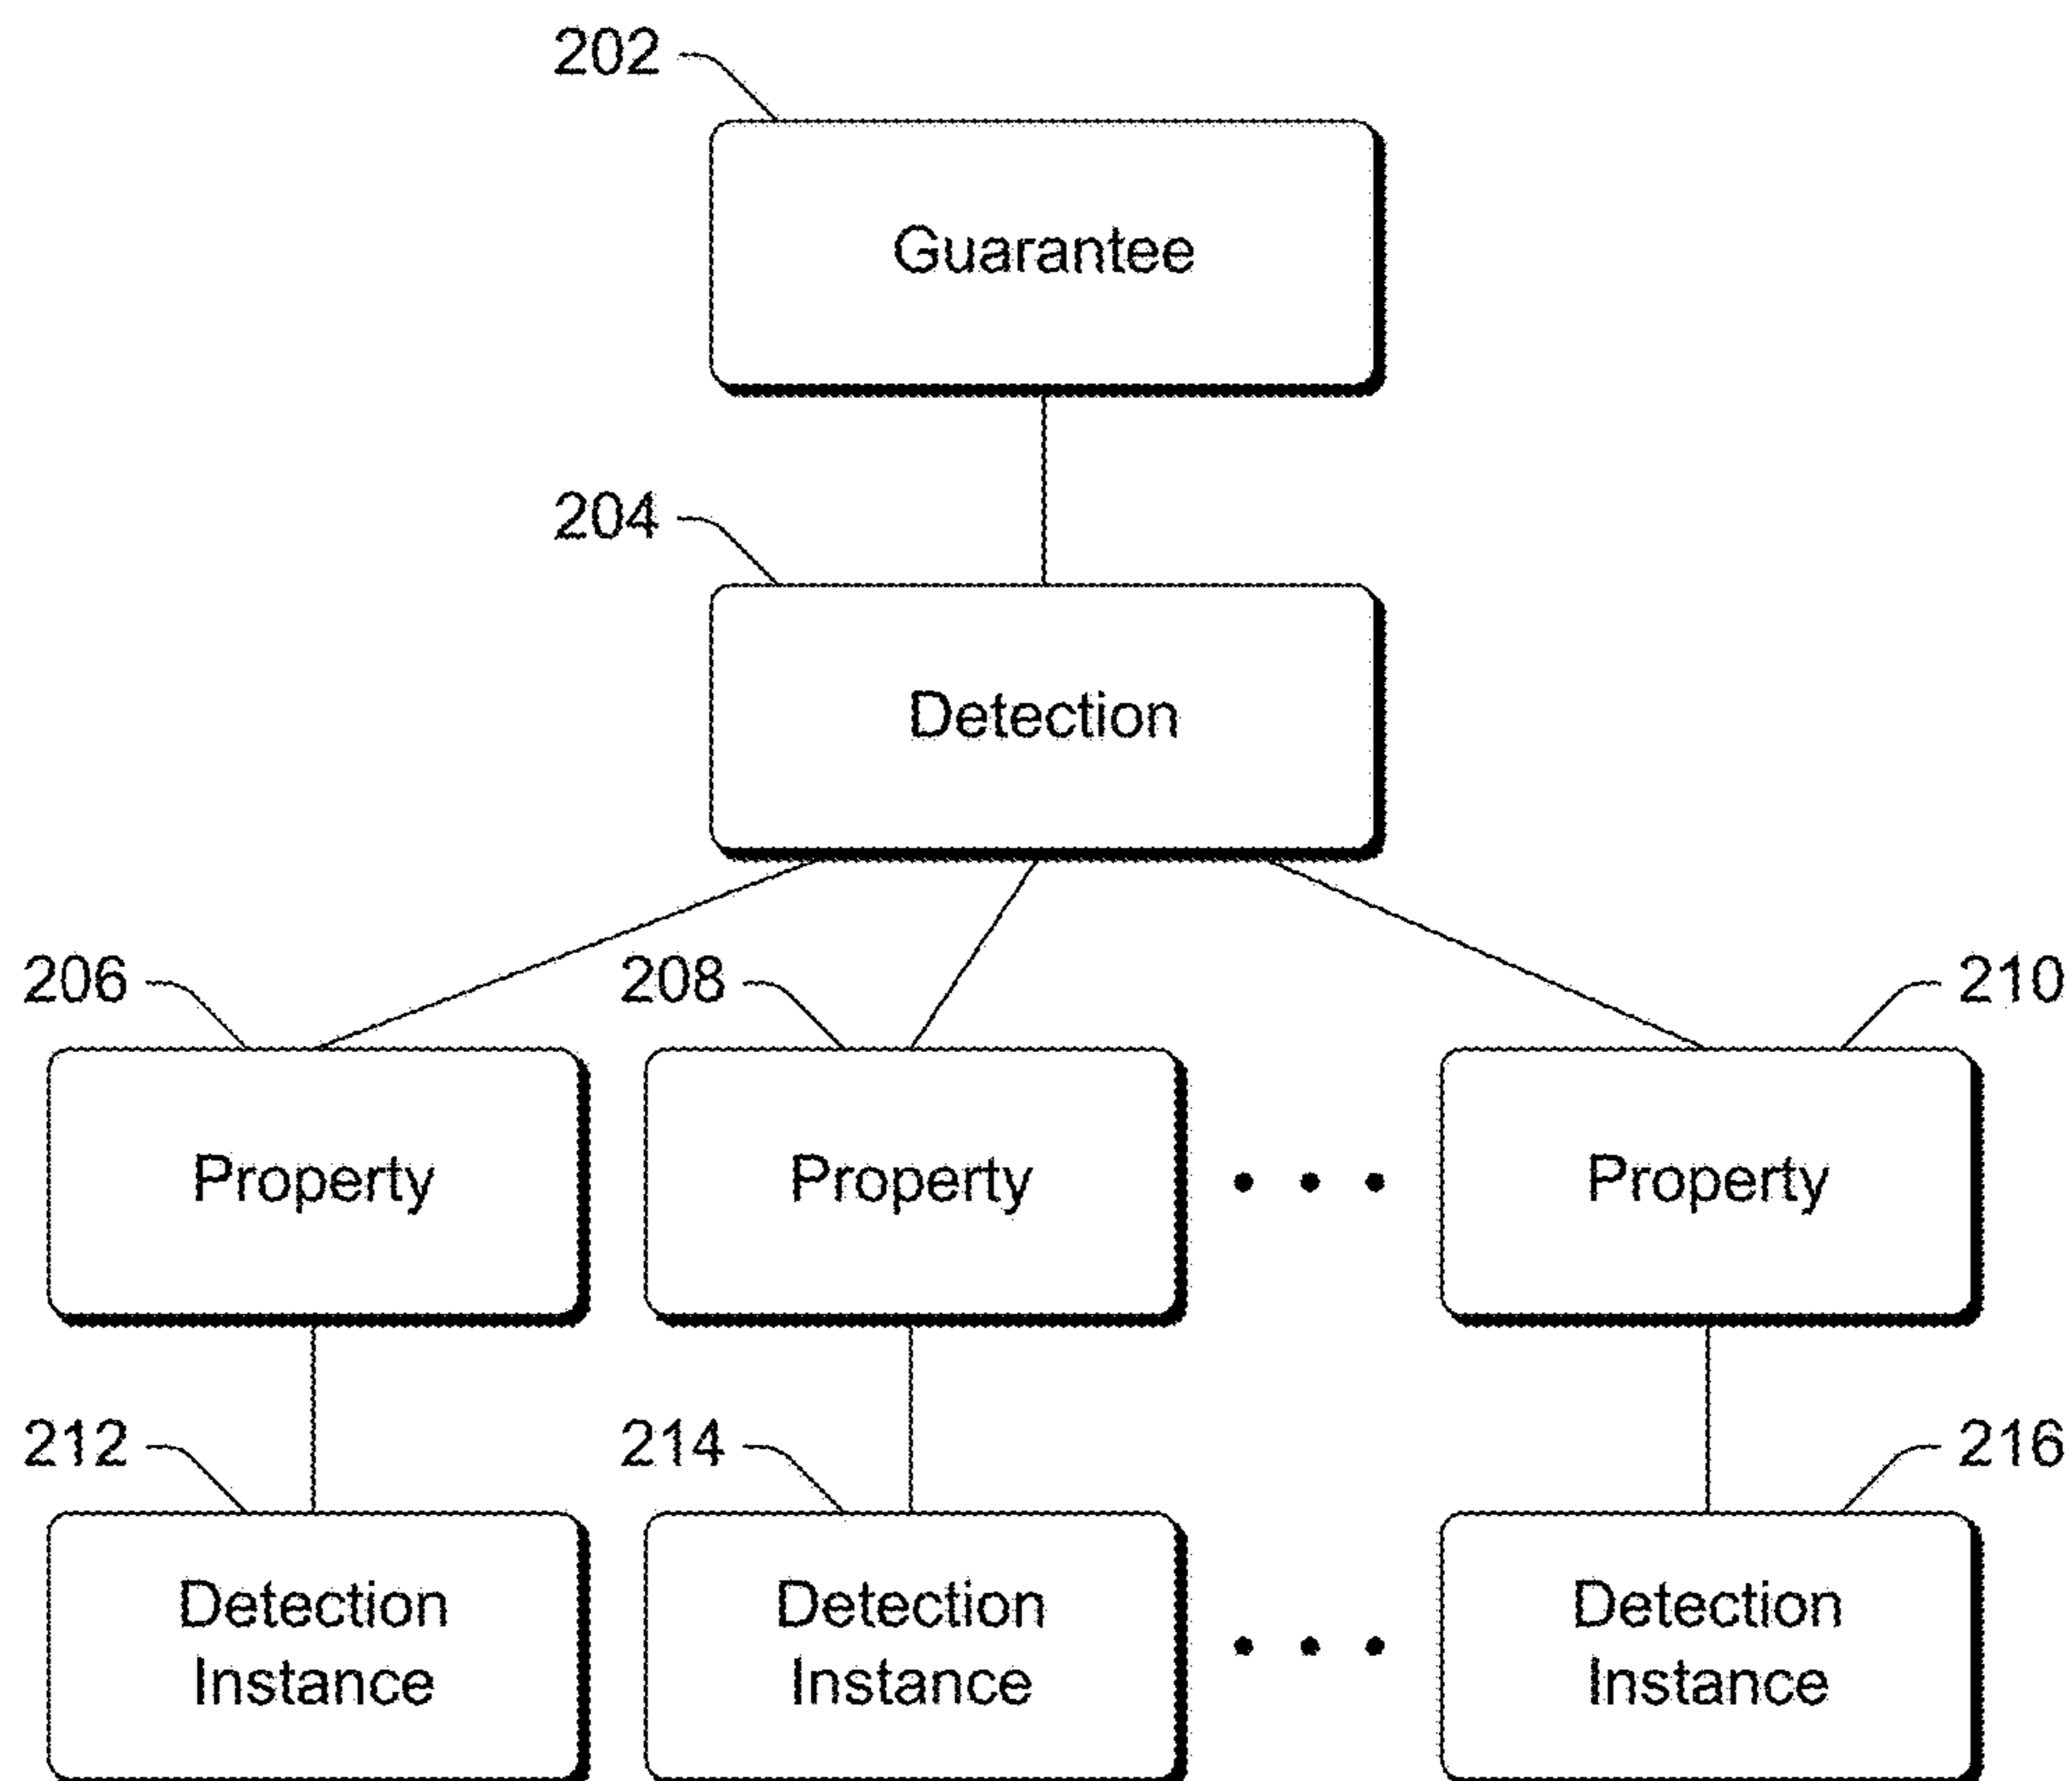 202
Guarantee
204
Detection
206
208
210
Property
Property
• • •
Property
212
214
216
Detection
Instance
Detection
Instance
• • •
Detection
Instance